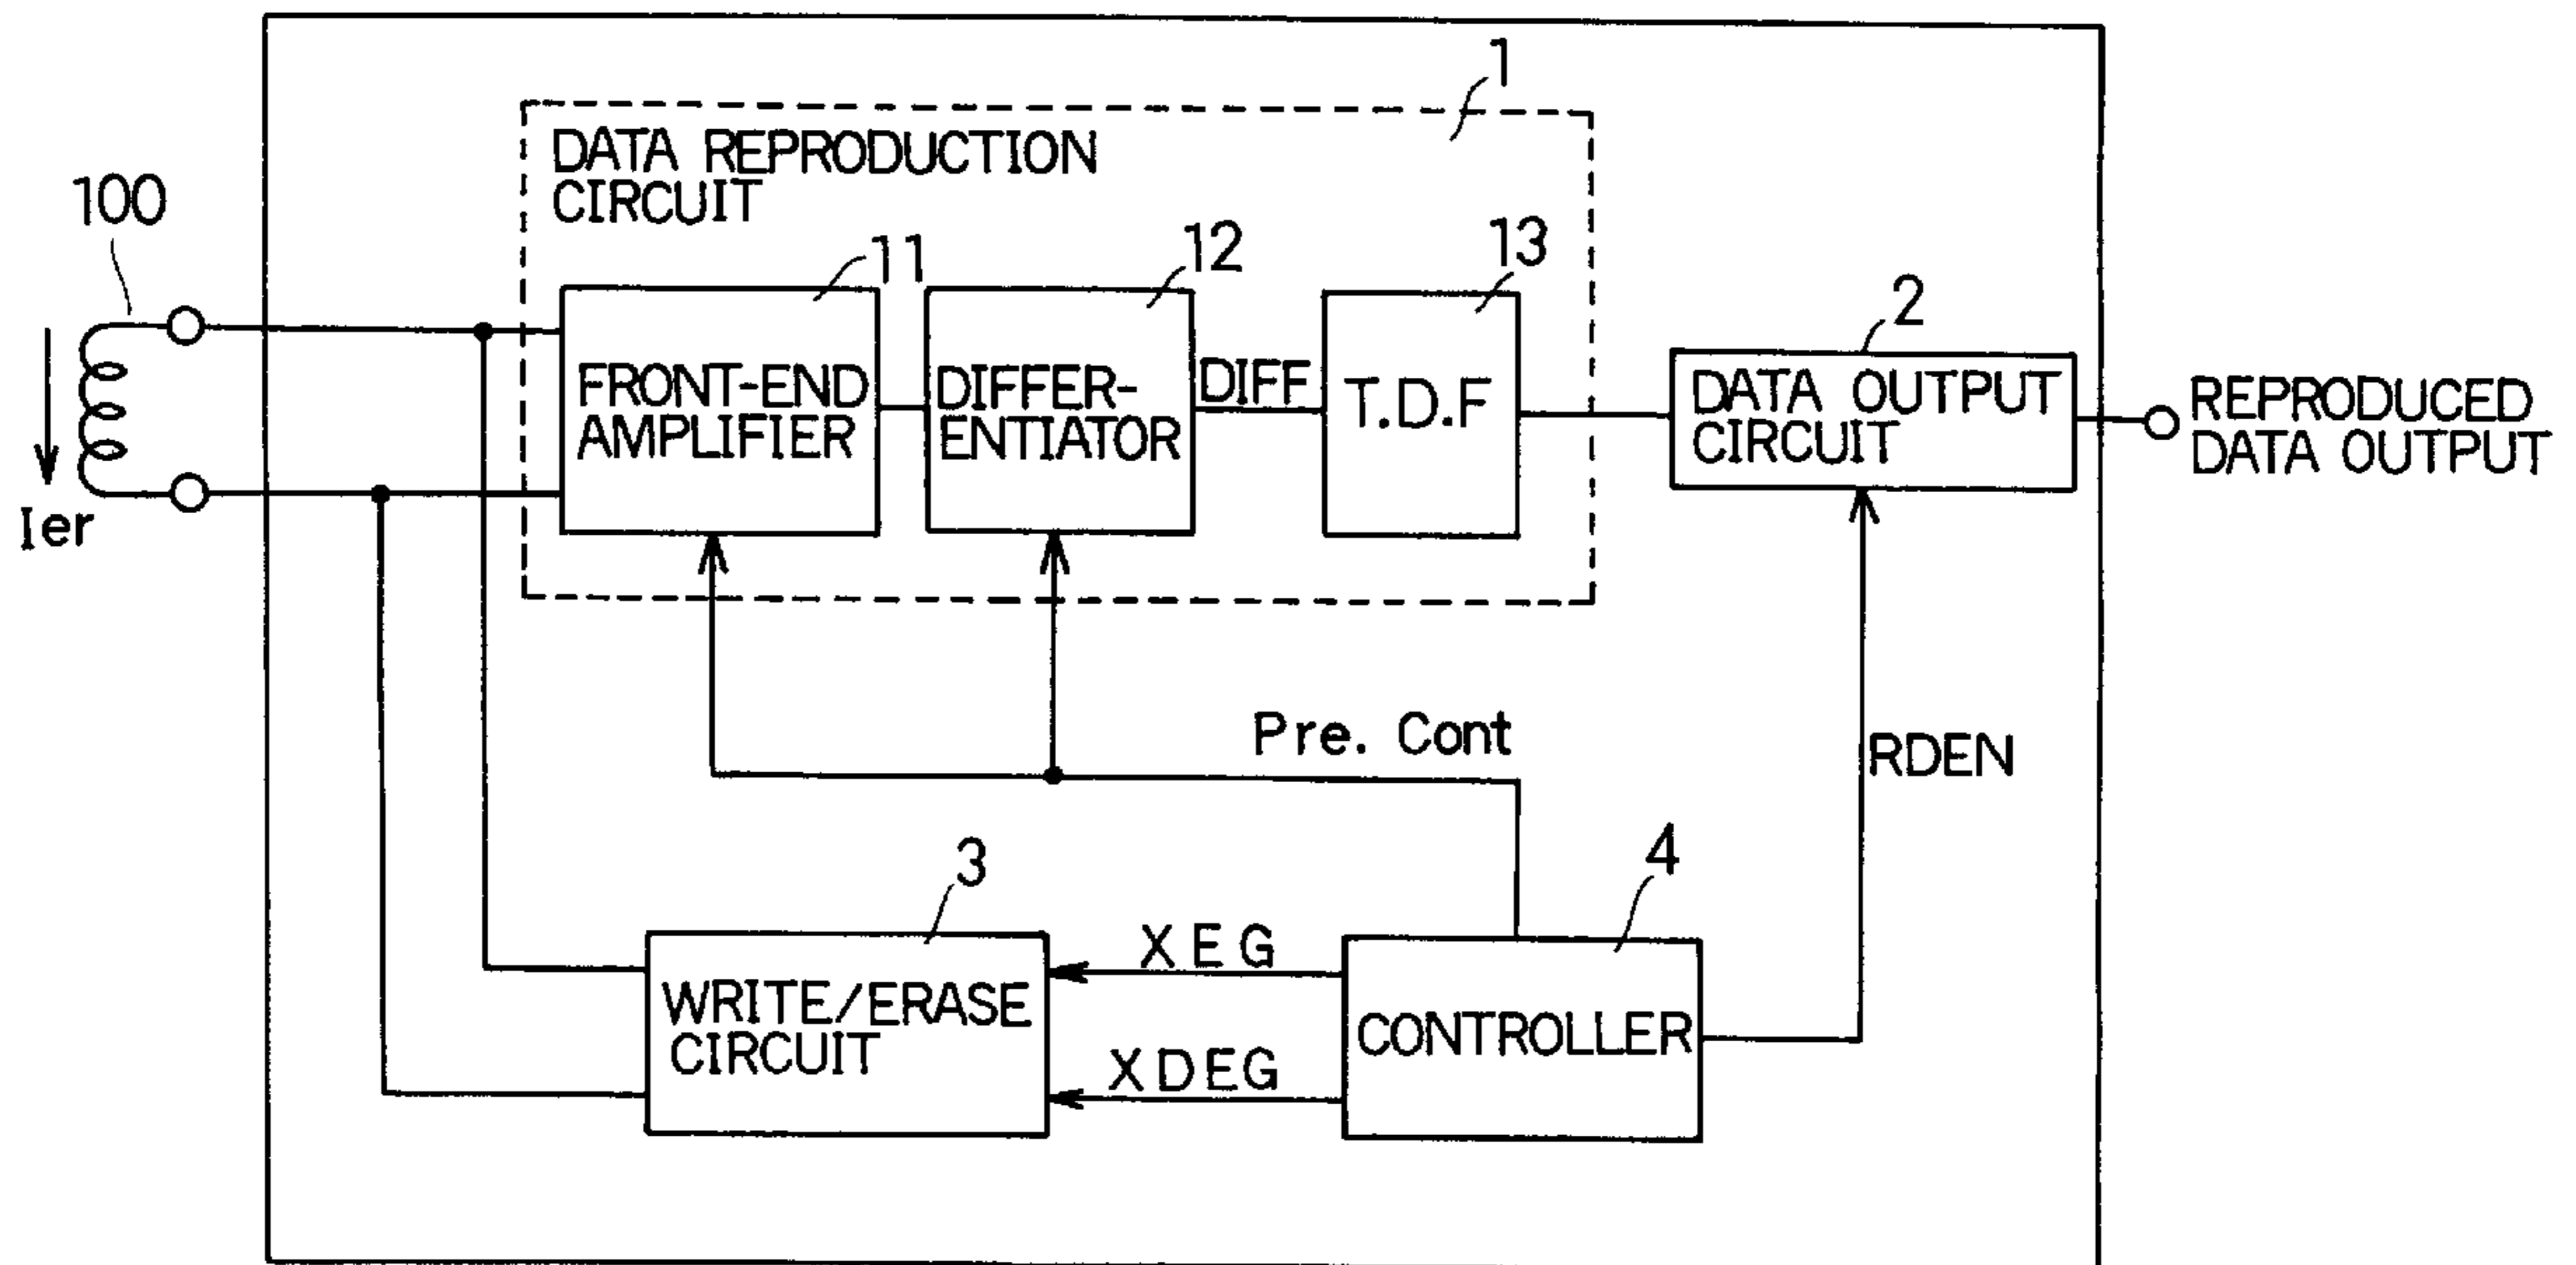 1
DATA REPRODUCTION
CIRCUIT
100
11
12
13
2
FRONT-END
AMPLIFIER
DIFFER-
ENTIATOR
DIFF
T.D.F
DATA OUTPUT
CIRCUIT
REPRODUCED
DATA OUTPUT
Ier
Pre. Cont
RDEN
3
4
XEG
WRITE/ERASE
CIRCUIT
CONTROLLER
XDEG